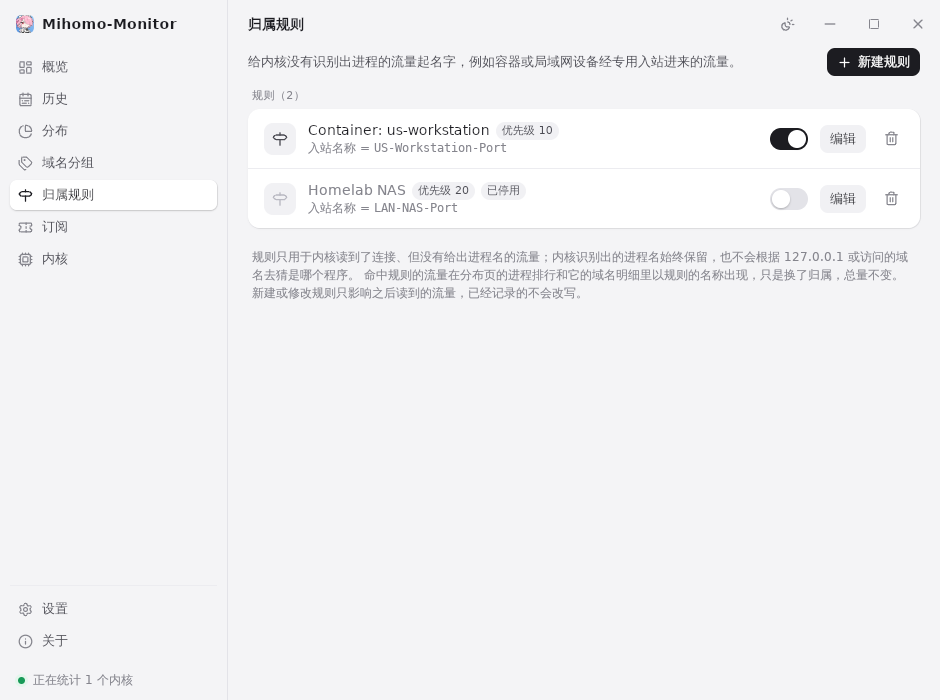 Mihomo-Monitor
概览
历史
分布
域名分组
归属规则
订阅
内核
设置
关于
正在统计 1 个内核
归属规则
给内核没有识别出进程的流量起名字，例如容器或局域网设备经专用入站进来的流量。
新建规则
规则（2）
Container: us-workstation 优先级 10
入站名称 = US-Workstation-Port
编辑
Homelab NAS 优先级 20 已停用
入站名称 = LAN-NAS-Port
编辑
规则只用于内核读到了连接、但没有给出进程名的流量；内核识别出的进程名始终保留，也不会根据 127.0.0.1 或访问的域
名去猜是哪个程序。 命中规则的流量在分布页的进程排行和它的域名明细里以规则的名称出现，只是换了归属，总量不变。
新建或修改规则只影响之后读到的流量，已经记录的不会改写。